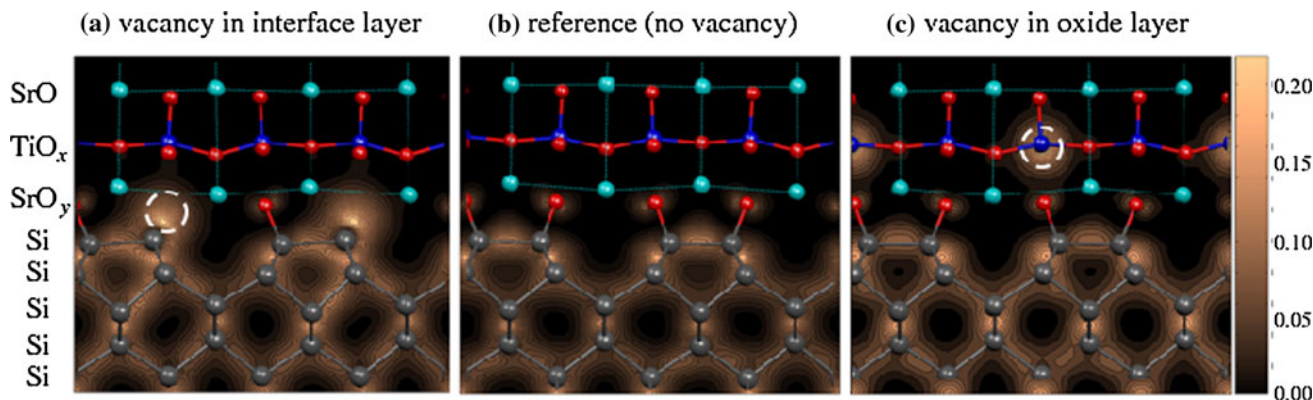 (a) vacancy in interface layer
(b) reference (no vacancy)
(c) vacancy in oxide layer
SrO
TiOₓ
SrOᵧ
Si
Si
Si
Si
Si
0.20
0.15
0.10
0.05
0.00